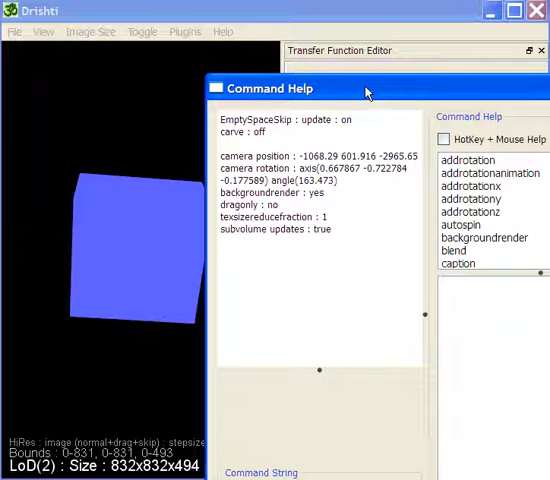 Drishti
File View Image Size Toggle Plugins Help
Transfer Function Editor
Command Help
EmptySpaceSkip : update : on
carve : off
camera position : -1068.29 601.916 -2965.65
camera rotation : axis(0.667867 -0.722784
-0.177589) angle(163.473)
backgroundrender : yes
dragonly : no
texsizereducefraction : 1
subvolume updates : true
Command Help
HotKey + Mouse Help
addrotation
addrotationanimation
addrotationx
addrotationy
addrotationz
autospin
backgroundrender
blend
caption
HiRes : image (normal+drag+skip) : stepsize
Bounds : 0-831, 0-831, 0-493
LoD(2) : Size : 832x832x494
Command String